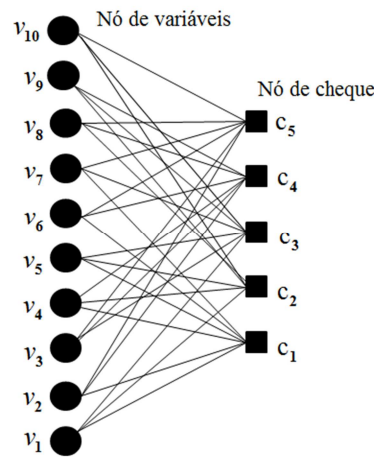 Nó de variáveis
v10
v9
v8
v7
v6
v5
v4
v3
v2
v1
Nó de cheque
c5
c4
c3
c2
c1